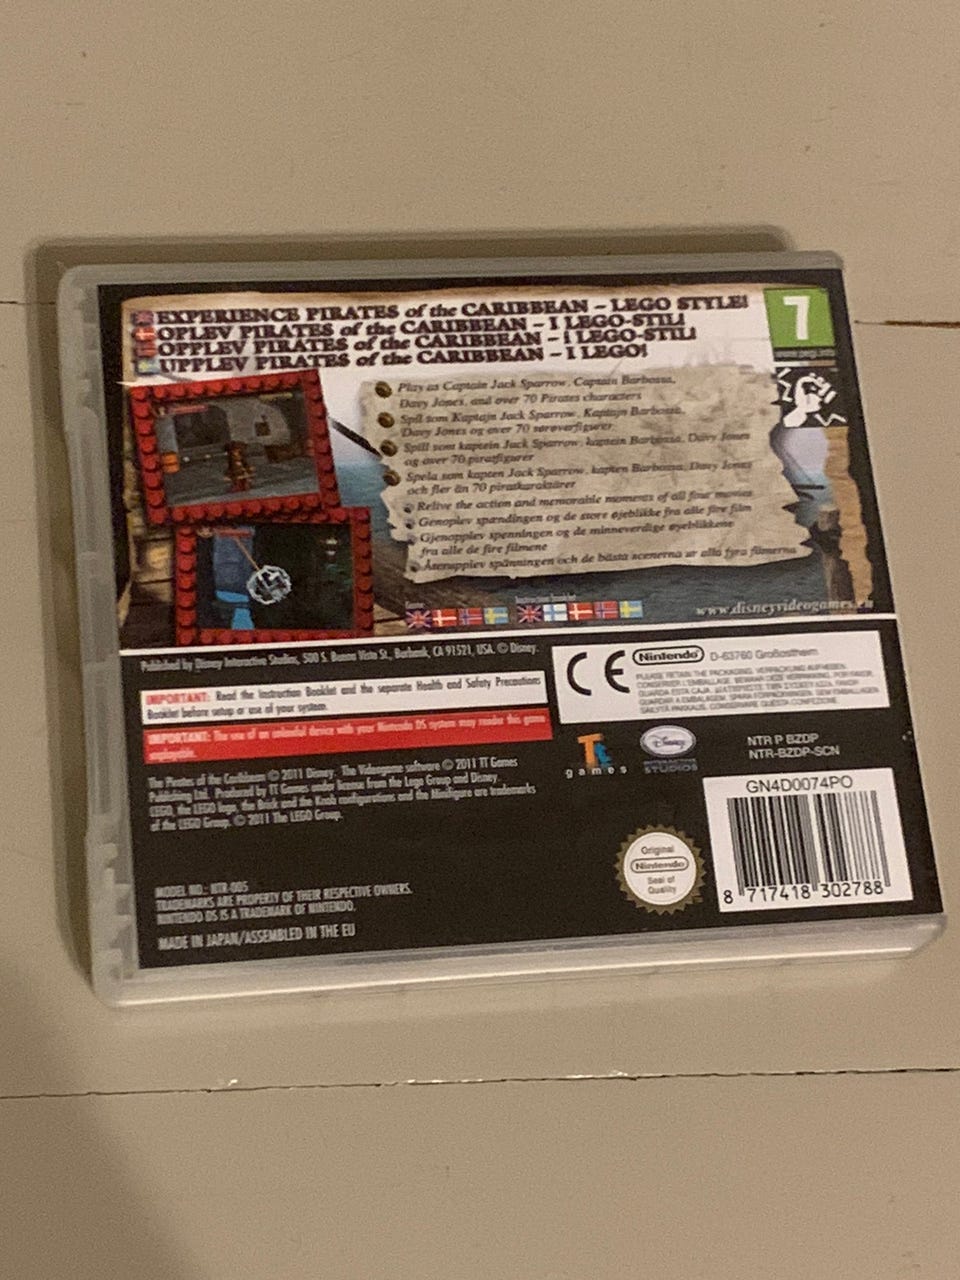 EXPERIENCE PIRATES of the CARIBBEAN – LEGO STYLE!
OPLEV PIRATES of the CARIBBEAN – I LEGO-STIL!
OPPLEV PIRATES of the CARIBBEAN – I LEGO-STIL!
UPPLEV PIRATES of the CARIBBEAN – I LEGO!
7
Play as Captain Jack Sparrow, Captain Barbossa,
Davy Jones, and over 70 Pirates characters
Spil som Kaptajn Jack Sparrow, Kaptajn Barbossa,
Davy Jones og over 70 sørøverfigurer
Spill som kaptein Jack Sparrow, kaptein Barbossa, Davy Jones
og over 70 piratfigurer
Spela som kapten Jack Sparrow, kapten Barbossa, Davy Jones
och fler än 70 piratkaraktärer
Relive the action and memorable moments of all four movies
Genoplev spændingen og de store øjeblikke fra alle fire film
Gjenopplev spenningen og de minneverdige øyeblikkene
fra alle de fire filmene
Återupplev spänningen och de bästa scenerna ur alla fyra filmerna
www.disneyvideogames.eu
Published by Disney Interactive Studios, 500 S. Buena Vista St., Burbank, CA 91521, USA. © Disney.
IMPORTANT: Read the Instruction Booklet and the separate Health and Safety Precautions
Booklet before setup or use of your system.
IMPORTANT: The use of an unlawful device with your Nintendo DS system may render this game
unplayable.
CE
Nintendo D-63760 Großostheim
PLEASE RETAIN THE PACKAGING. VERPACKUNG AUFHEBEN.
The Pirates of the Caribbean © 2011 Disney. The Videogame software © 2011 TT Games
Publishing Ltd. Produced by TT Games under license from the Lego Group and Disney.
LEGO, the LEGO logo, the Brick and the Knob configurations and the Minifigure are trademarks
of the LEGO Group. © 2011 The LEGO Group.
games
Disney
INTERACTIVE
STUDIOS
NTR P BZDP
NTR-BZDP-SCN
GN4D0074PO
8 717418 302788
Original
Nintendo
Seal of
Quality
MODEL NO.: NTR-005
TRADEMARKS ARE PROPERTY OF THEIR RESPECTIVE OWNERS.
NINTENDO DS IS A TRADEMARK OF NINTENDO.
MADE IN JAPAN/ASSEMBLED IN THE EU